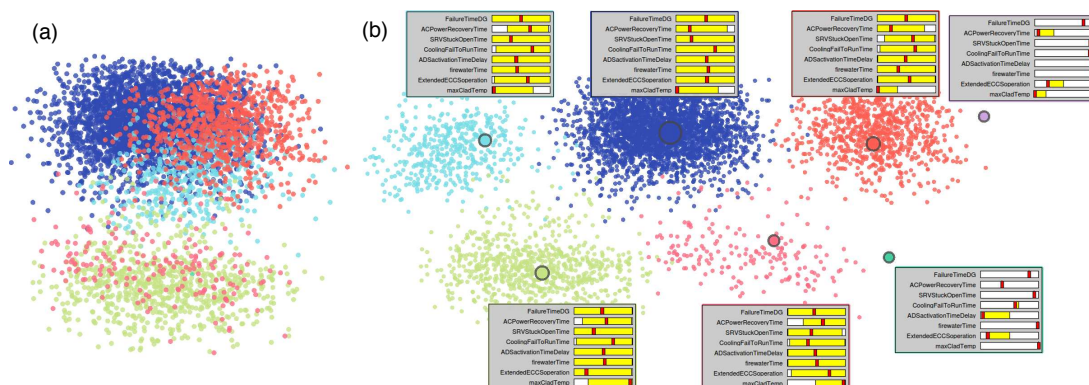 (a)
(b)
FailureTimeDG
ACPowerRecoveryTime
SRVStuckOpenTime
CoolingFailToRunTime
ADSactivationTimeDelay
firewaterTime
ExtendedECCSoperation
maxCladTemp
FailureTimeDG
ACPowerRecoveryTime
SRVStuckOpenTime
CoolingFailToRunTime
ADSactivationTimeDelay
firewaterTime
ExtendedECCSoperation
maxCladTemp
FailureTimeDG
ACPowerRecoveryTime
SRVStuckOpenTime
CoolingFailToRunTime
ADSactivationTimeDelay
firewaterTime
ExtendedECCSoperation
maxCladTemp
FailureTimeDG
ACPowerRecoveryTime
SRVStuckOpenTime
CoolingFailToRunTime
ADSactivationTimeDelay
firewaterTime
ExtendedECCSoperation
maxCladTemp
FailureTimeDG
ACPowerRecoveryTime
SRVStuckOpenTime
CoolingFailToRunTime
ADSactivationTimeDelay
firewaterTime
ExtendedECCSoperation
maxCladTemp
FailureTimeDG
ACPowerRecoveryTime
SRVStuckOpenTime
CoolingFailToRunTime
ADSactivationTimeDelay
firewaterTime
ExtendedECCSoperation
maxCladTemp
FailureTimeDG
ACPowerRecoveryTime
SRVStuckOpenTime
CoolingFailToRunTime
ADSactivationTimeDelay
firewaterTime
ExtendedECCSoperation
maxCladTemp